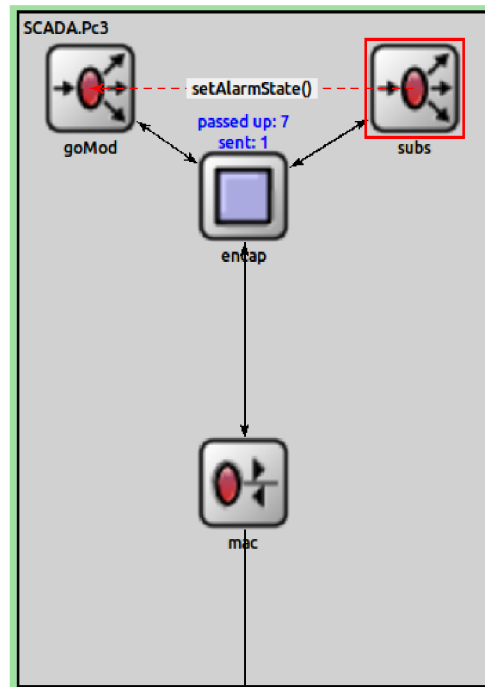 SCADA.Pc3
setAlarmState()
goMod
subs
passed up: 7
sent: 1
encap
mac